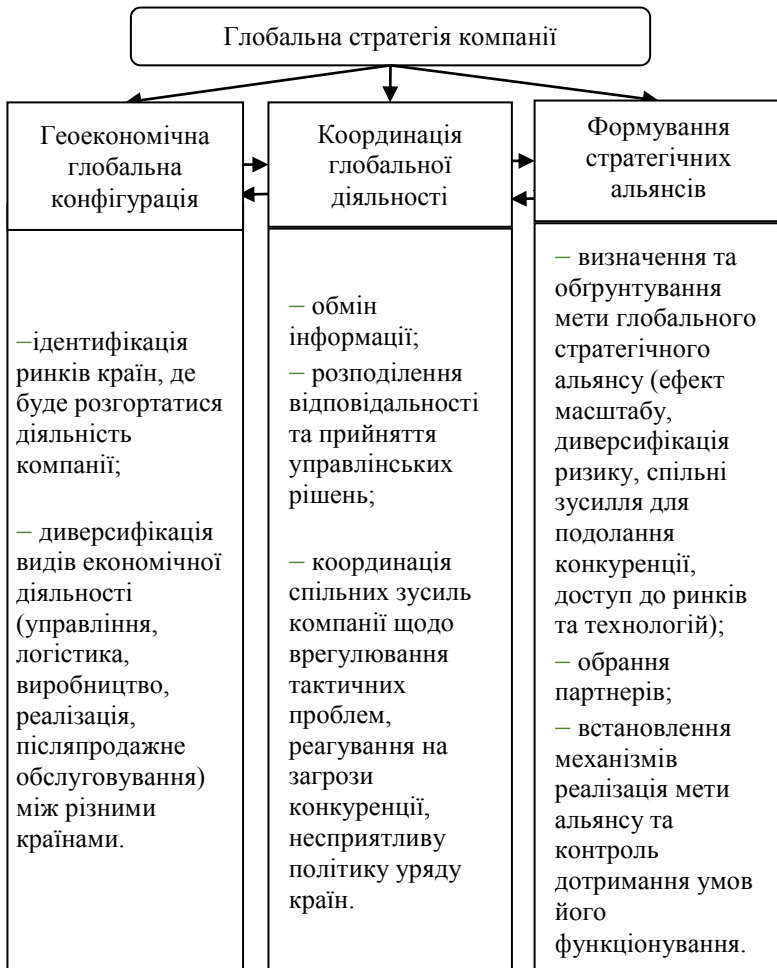 Глобальна стратегія компанії
Геоекономічна
глобальна
конфігурація
Координація
глобальної
діяльності
Формування
стратегічних
альянсів
–ідентифікація
ринків країн, де
буде розгортатися
діяльність
компанії;
– диверсифікація
видів економічної
діяльності
(управління,
логістика,
виробництво,
реалізація,
післяпродажне
обслуговування)
між різними
країнами.
– обмін
інформації;
– розподілення
відповідальності
та прийняття
управлінських
рішень;
– координація
спільних зусиль
компанії щодо
врегулювання
тактичних
проблем,
реагування на
загрози
конкуренції,
несприятливу
політику уряду
країн.
– визначення та
обґрунтування
мети глобального
стратегічного
альянсу (ефект
масштабу,
диверсифікація
ризику, спільні
зусилля для
подолання
конкуренції,
доступ до ринків
та технологій);
– обрання
партнерів;
– встановлення
механізмів
реалізація мети
альянсу та
контроль
дотримання умов
його
функціонування.